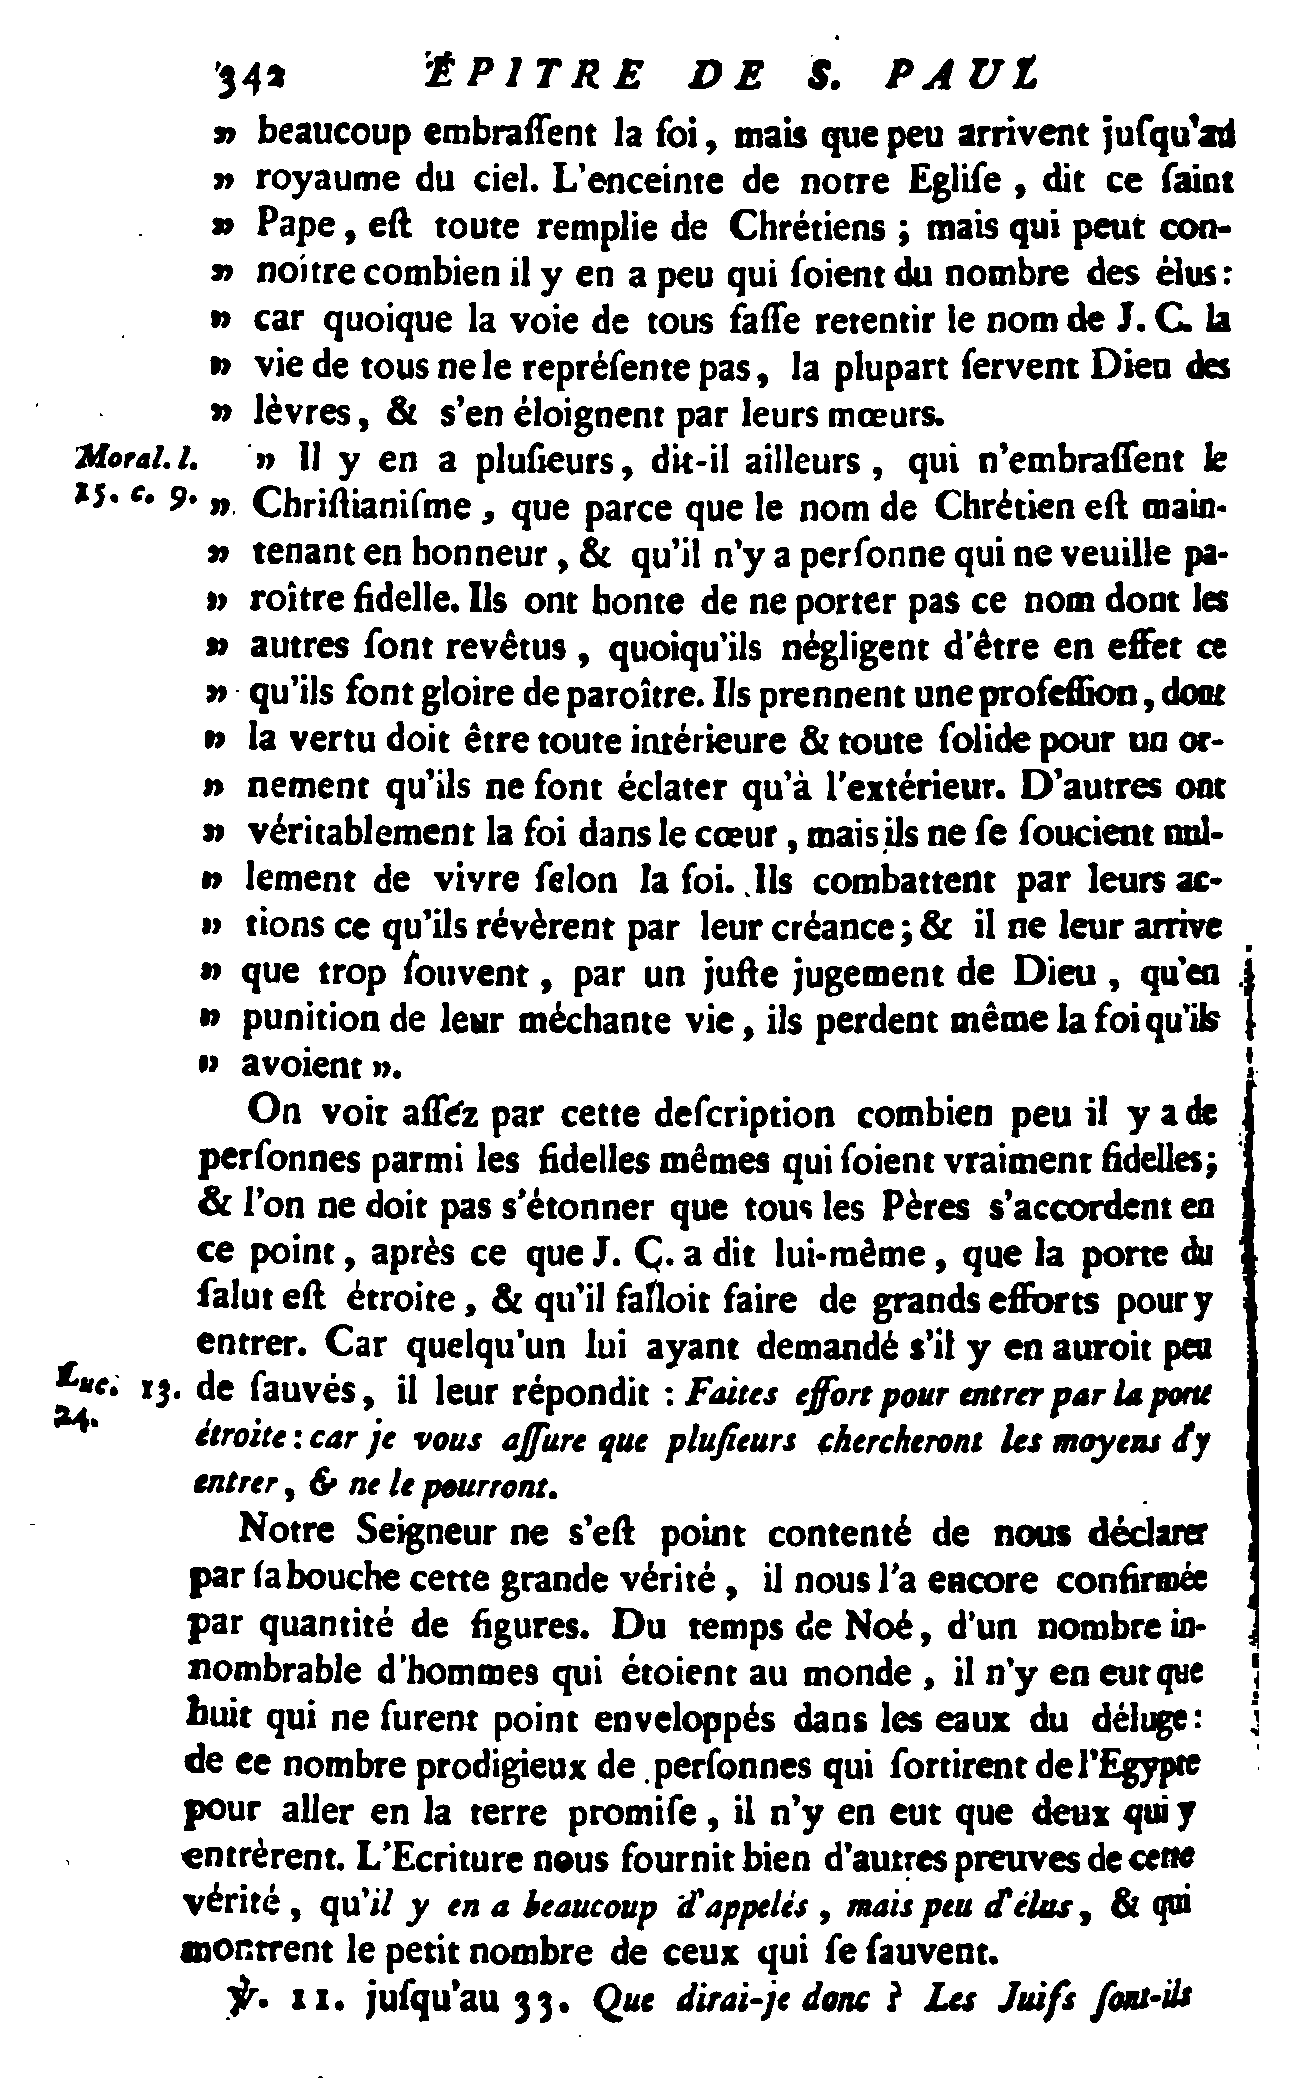 342 ÉPITRE DE S. PAUL
» beaucoup embraſſent la foi, mais que peu arrivent juſqu'au
» royaume du ciel. L'enceinte de notre Egliſe, dit ce ſaint
» Pape, eſt toute remplie de Chrétiens ; mais qui peut con-
» noître combien il y en a peu qui ſoient du nombre des élus:
» car quoique la voie de tous faſſe retentir le nom de J. C. la
» vie de tous ne le repréſente pas, la plupart ſervent Dieu des
» lèvres, & s'en éloignent par leurs mœurs.
Moral. l. 15. c. 9.
» Il y en a pluſieurs, dit-il ailleurs, qui n'embraſſent le
» Chriſtianiſme, que parce que le nom de Chrétien eſt main-
» tenant en honneur, & qu'il n'y a perſonne qui ne veuille pa-
» roître fidelle. Ils ont honte de ne porter pas ce nom dont les
» autres ſont revêtus, quoiqu'ils négligent d'être en effet ce
» qu'ils font gloire de paroître. Ils prennent une profeſſion, dont
» la vertu doit être toute intérieure & toute ſolide pour un or-
» nement qu'ils ne font éclater qu'à l'extérieur. D'autres ont
» véritablement la foi dans le cœur, mais ils ne ſe ſoucient nul-
» lement de vivre ſelon la foi. Ils combattent par leurs ac-
» tions ce qu'ils révèrent par leur créance ; & il ne leur arrive
» que trop ſouvent, par un juſte jugement de Dieu, qu'en
» punition de leur méchante vie, ils perdent même la foi qu'ils
» avoient ».
On voit aſſez par cette deſcription combien peu il y a de
perſonnes parmi les fidelles mêmes qui ſoient vraiment fidelles;
& l'on ne doit pas s'étonner que tous les Pères s'accordent en
ce point, après ce que J. C. a dit lui-même, que la porte du
ſalut eſt étroite, & qu'il falloit faire de grands efforts pour y
entrer. Car quelqu'un lui ayant demandé s'il y en auroit peu
Luc. 13. 24.
de ſauvés, il leur répondit : Faites effort pour entrer par la porte
étroite : car je vous aſſure que pluſieurs chercheront les moyens d'y
entrer, & ne le pourront.
Notre Seigneur ne s'eſt point contenté de nous déclarer
par ſa bouche cette grande vérité, il nous l'a encore confirmée
par quantité de figures. Du temps de Noé, d'un nombre in-
nombrable d'hommes qui étoient au monde, il n'y en eut que
huit qui ne furent point enveloppés dans les eaux du déluge:
de ce nombre prodigieux de perſonnes qui ſortirent de l'Egypte
pour aller en la terre promiſe, il n'y en eut que deux qui y
entrèrent. L'Ecriture nous fournit bien d'autres preuves de cette
vérité, qu'il y en a beaucoup d'appelés, mais peu d'élus, & qui
montrent le petit nombre de ceux qui ſe ſauvent.
℣. 11. juſqu'au 33. Que dirai-je donc ? Les Juifs ſont-ils